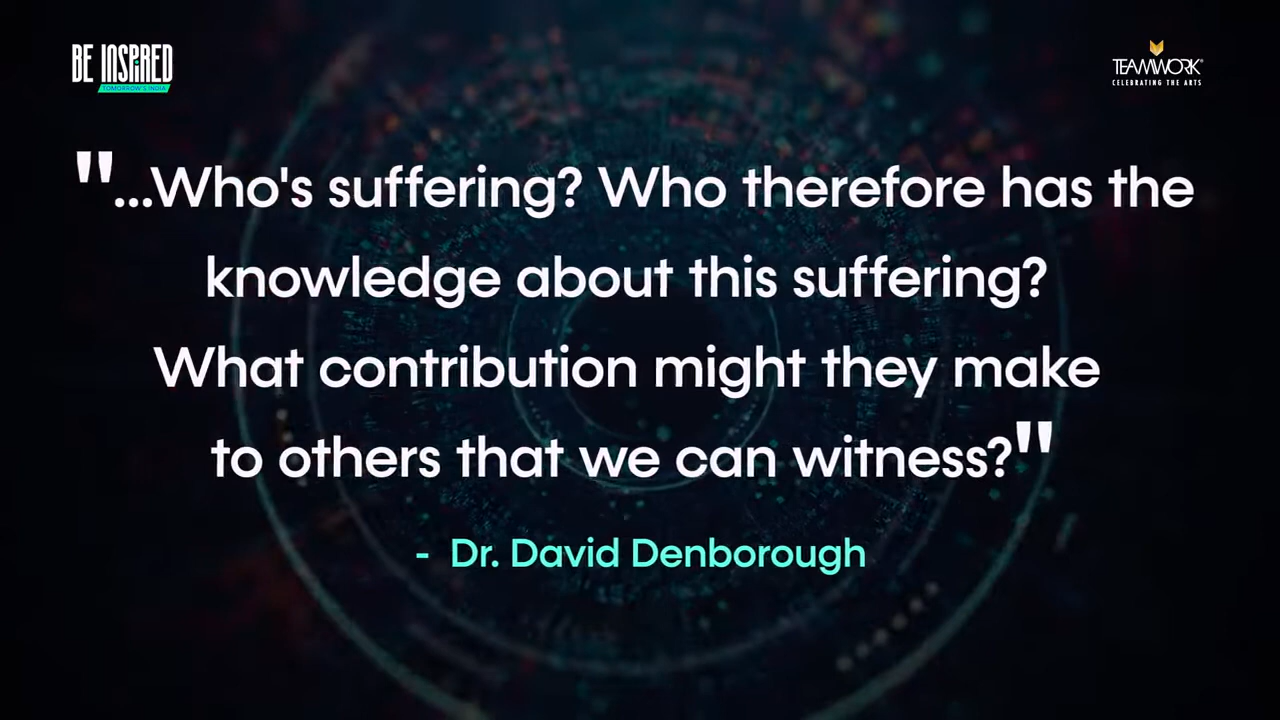 BE INSPIRED
TOMORROW'S INDIA
TEAMWORK®
CELEBRATING THE ARTS
"...Who's suffering? Who therefore has the
knowledge about this suffering?
What contribution might they make
to others that we can witness?"
- Dr. David Denborough